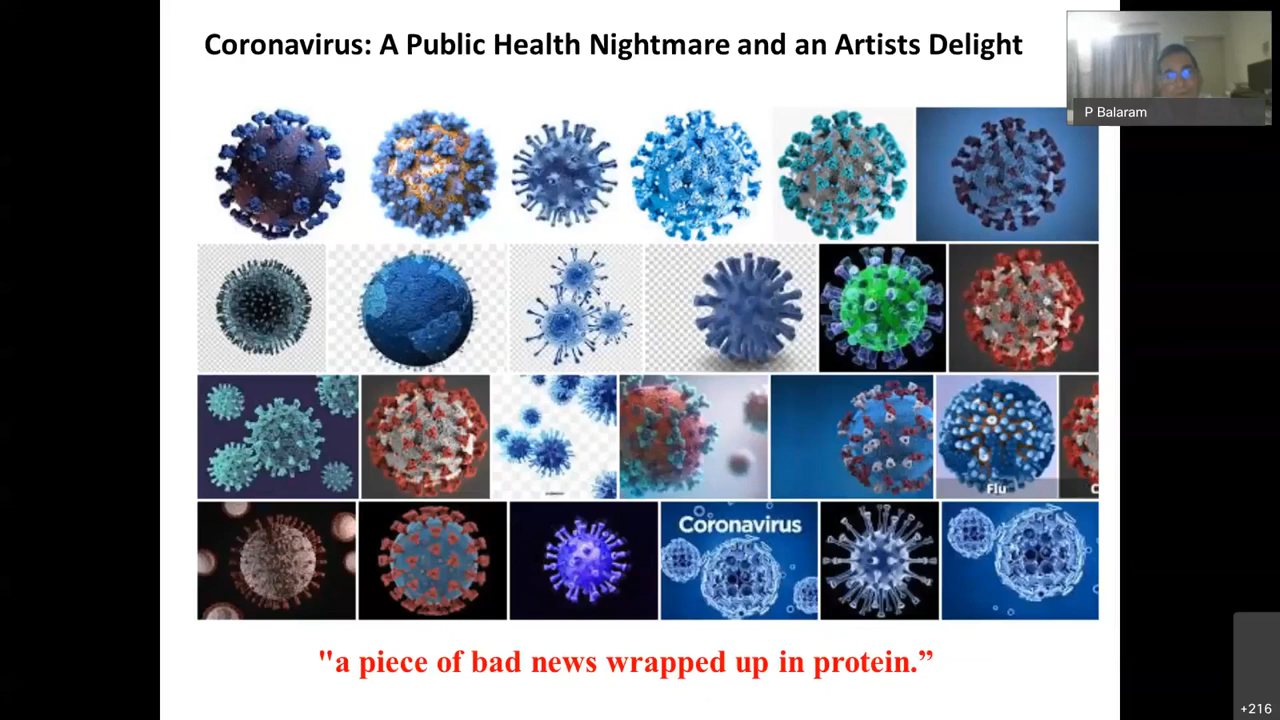 Coronavirus: A Public Health Nightmare and an Artists Delight
P Balaram
Flu
C
Coronavirus
"a piece of bad news wrapped up in protein.”
+216